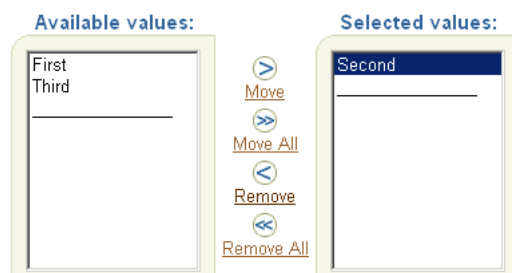 Available values:
First
Third
Move
Move All
Remove
Remove All
Selected values:
Second